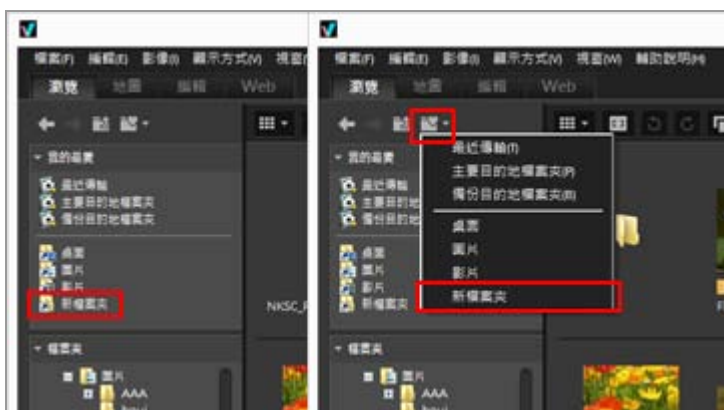 檔案(F) 編輯(E) 影像(I) 顯示方式(V) 視窗
瀏覽 地圖 編輯 Web
我的最愛
最近傳輸
主要目的地檔案夾
備份目的地檔案夾
桌面
圖片
影片
新檔案夾
NKSC_
檔案夾
圖片
AAA
檔案(F) 編輯(E) 影像(I) 顯示方式(V) 視窗(W) 輔助說明(H)
瀏覽 地圖 編輯 Web
我的最愛
最近傳輸
主要目的地
備份目的地
桌面
圖片
影片
新檔案夾
最近傳輸(I)
主要目的地檔案夾(P)
備份目的地檔案夾(B)
桌面
圖片
影片
新檔案夾
檔案夾
圖片
AAA